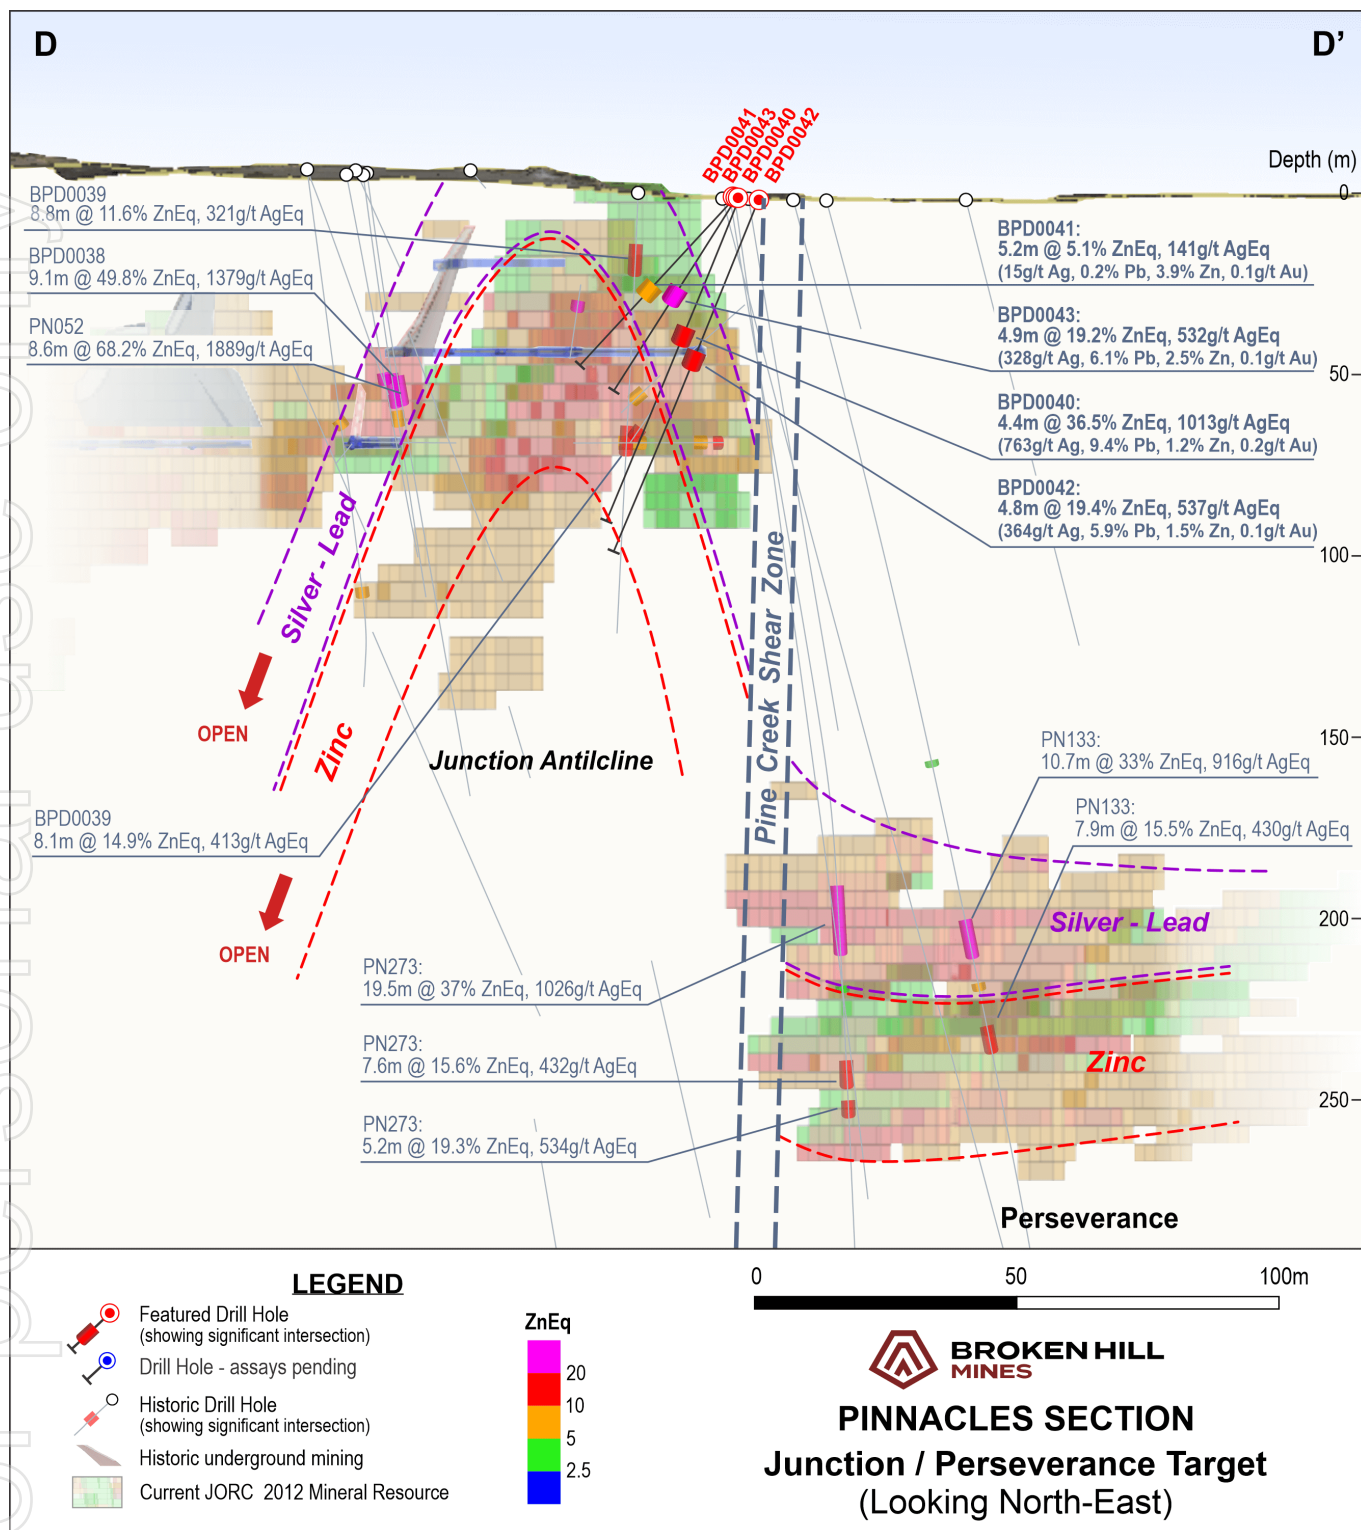 D
D’
BPD0041
BPD0043
BPD0040
BPD0042
Depth (m)
0
50
100
150
200
250
BPD0039
8.8m @ 11.6% ZnEq, 321g/t AgEq
BPD0038
9.1m @ 49.8% ZnEq, 1379g/t AgEq
PN052
8.6m @ 68.2% ZnEq, 1889g/t AgEq
BPD0041:
5.2m @ 5.1% ZnEq, 141g/t AgEq
(15g/t Ag, 0.2% Pb, 3.9% Zn, 0.1g/t Au)
BPD0043:
4.9m @ 19.2% ZnEq, 532g/t AgEq
(328g/t Ag, 6.1% Pb, 2.5% Zn, 0.1g/t Au)
BPD0040:
4.4m @ 36.5% ZnEq, 1013g/t AgEq
(763g/t Ag, 9.4% Pb, 1.2% Zn, 0.2g/t Au)
BPD0042:
4.8m @ 19.4% ZnEq, 537g/t AgEq
(364g/t Ag, 5.9% Pb, 1.5% Zn, 0.1g/t Au)
Silver - Lead
Zinc
OPEN
OPEN
Junction Antilcline
Pine Creek Shear Zone
BPD0039
8.1m @ 14.9% ZnEq, 413g/t AgEq
PN133:
10.7m @ 33% ZnEq, 916g/t AgEq
PN133:
7.9m @ 15.5% ZnEq, 430g/t AgEq
Silver - Lead
Zinc
PN273:
19.5m @ 37% ZnEq, 1026g/t AgEq
PN273:
7.6m @ 15.6% ZnEq, 432g/t AgEq
PN273:
5.2m @ 19.3% ZnEq, 534g/t AgEq
Perseverance
LEGEND
Featured Drill Hole
(showing significant intersection)
Drill Hole - assays pending
Historic Drill Hole
(showing significant intersection)
Historic underground mining
Current JORC 2012 Mineral Resource
ZnEq
20
10
5
2.5
0
50
100m
BROKEN HILL
MINES
PINNACLES SECTION
Junction / Perseverance Target
(Looking North-East)